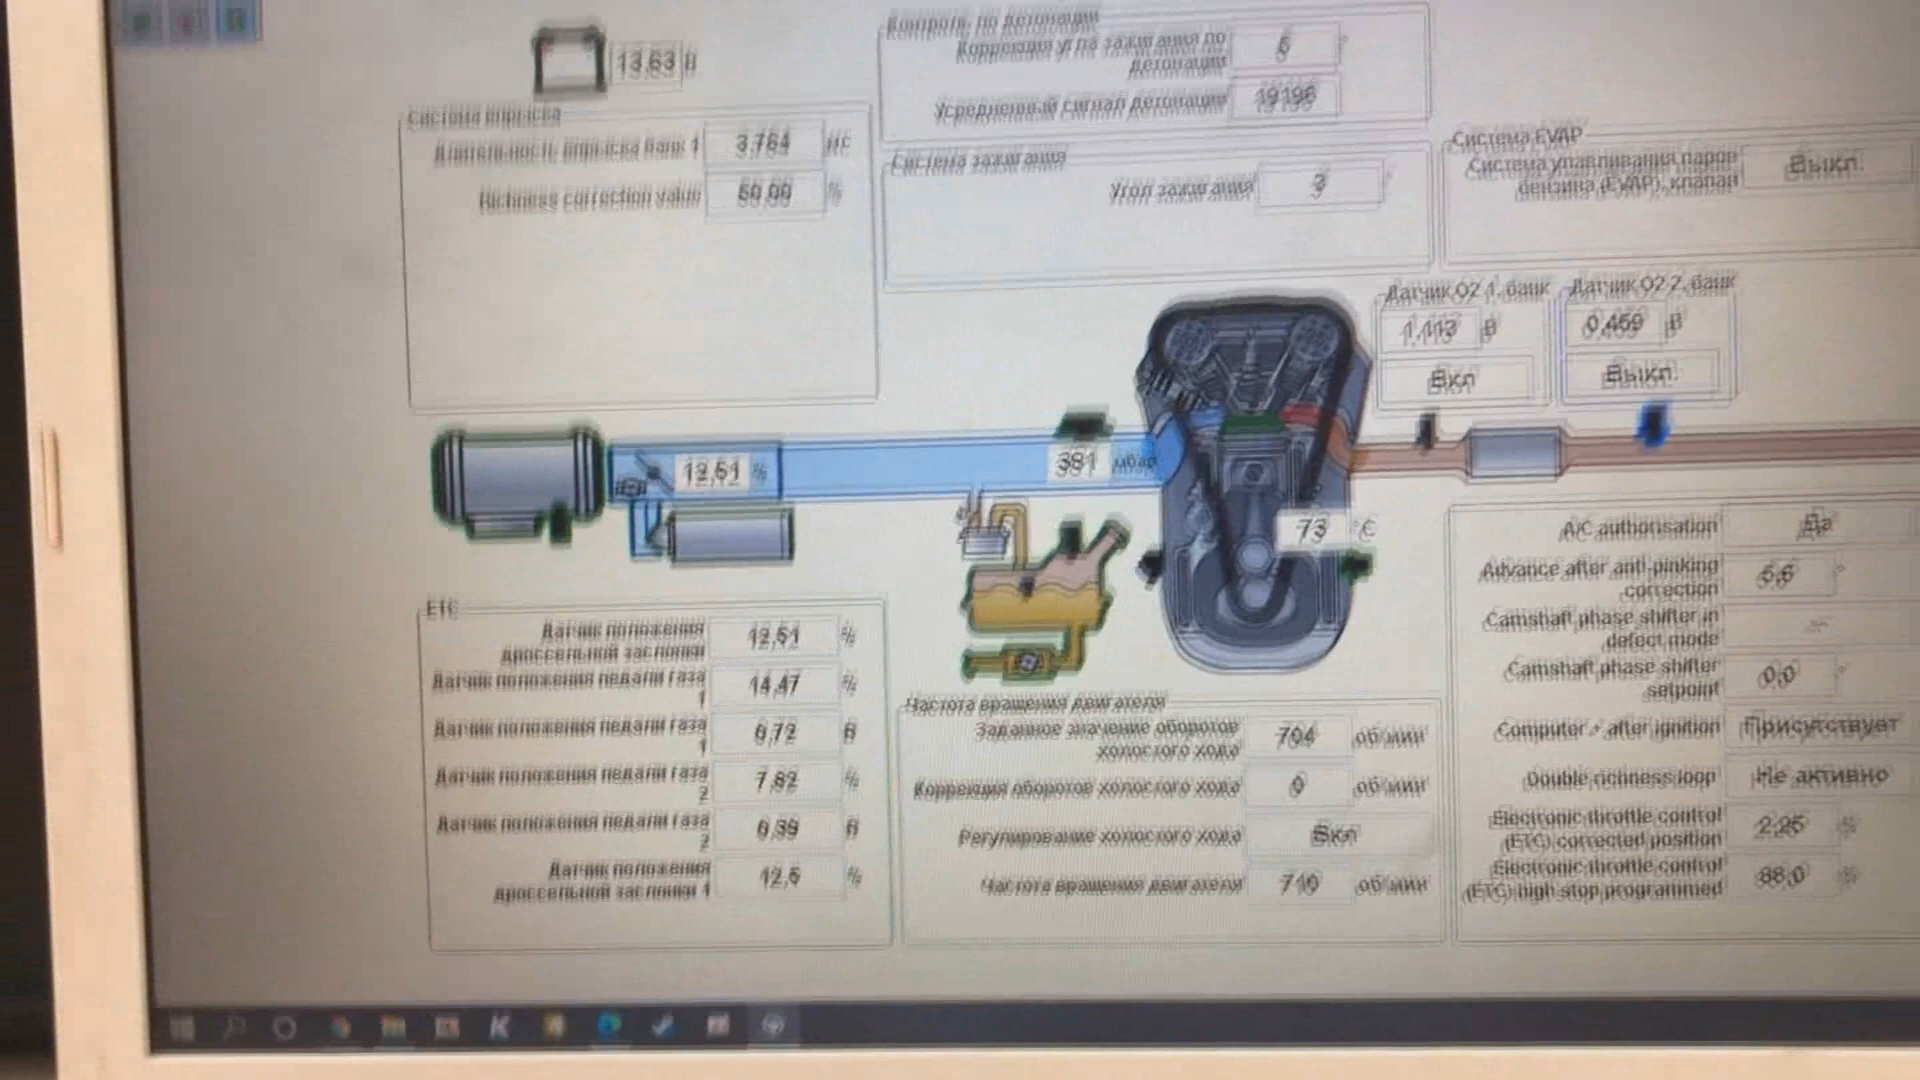 13,63 В
Контроль по детонации
Коррекция угла зажигания по
детонации
°
Усредненный сигнал детонации
Система впрыска
Длительность впрыска банк 1 3,764 мс
Richness correction value %
Система зажигания
Угол зажигания 3 °
Система EVAP
Система улавливания паров
бензина (EVAP), клапан
Выкл.
Датчик O2 1, банк
1,113 В
Вкл
Датчик O2 2, банк
0,459 В
Выкл.
12,51 %
381 мбар
73 °C
ETC
Датчик положения
дроссельной заслонки
12,51 %
Датчик положения педали газа
1
14,47 %
Датчик положения педали газа
1
0,72 В
Датчик положения педали газа
2
7,82 %
Датчик положения педали газа
2
0,39 В
Датчик положения
дроссельной заслонки 1
12,5 %
Частота вращения двигателя
Заданное значение оборотов
холостого хода
704 об/мин
Коррекция оборотов холостого хода 0 об/мин
Регулирование холостого хода Вкл
Частота вращения двигателя 710 об/мин
A/C authorisation Да
Advance after anti-pinking
correction
5,6 °
Camshaft phase shifter in
defect mode
Camshaft phase shifter
setpoint
0,0 °
Computer + after ignition Присутствует
Double richness loop Не активно
Electronic throttle control
(ETC) corrected position
2,25 %
Electronic throttle control
(ETC) high stop programmed
88,0 %